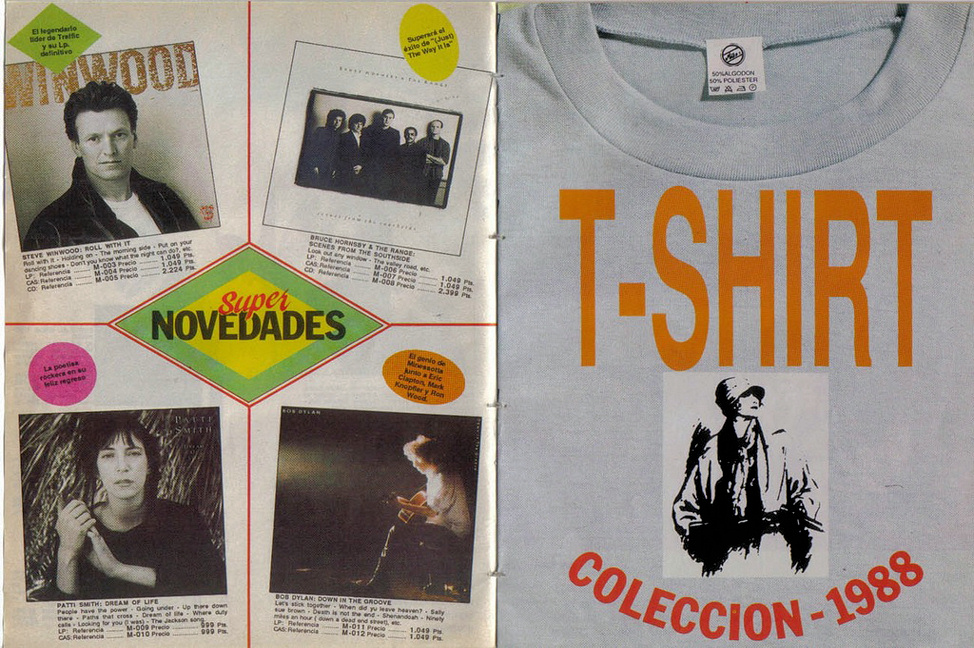 El legendario
líder de Traffic
y su Lp.
definitivo
WINWOOD
STEVE WINWOOD: ROLL WITH IT
Roll with it - Holding on - The morning side - Put on your
dancing shoes - Don't you know what the night can do?, etc.
LP: Referencia ...... M-003 Precio ...... 1.049 Pts.
CAS: Referencia ...... M-004 Precio ...... 1.049 Pts.
CD: Referencia ...... M-005 Precio ...... 2.224 Pts.
Superará el
éxito de "(Just)
The Way It Is"
BRUCE HORNSBY & THE RANGE
scenes from the southside
BRUCE HORNSBY & THE RANGE:
SCENES FROM THE SOUTHSIDE
Look out any window - The valley road, etc.
LP: Referencia ...... M-006 Precio ...... 1.049 Pts.
CAS: Referencia ...... M-007 Precio ...... 1.049 Pts.
CD: Referencia ...... M-008 Precio ...... 2.399 Pts.
Super
NOVEDADES
La poetisa
rockera en su
feliz regreso
PATTI
SMITH
PATTI SMITH: DREAM OF LIFE
People have the power - Going under - Up there down
there - Paths that cross - Dream of life - Where duty
calls - Looking for you (I was) - The Jackson song.
LP: Referencia ...... M-009 Precio ...... 999 Pts.
CAS: Referencia ...... M-010 Precio ...... 999 Pts.
El genio de
Minessotta
junto a Eric
Clapton, Mark
Knopfler y Ron
Wood.
BOB DYLAN
BOB DYLAN: DOWN IN THE GROOVE
Let's stick together - When did yu leave heaven? - Sally
sue brown - Death is not the end - Shenandoah - Ninety
miles an hour (down a dead end street), etc.
LP: Referencia ...... M-011 Precio ...... 1.049 Pts.
CAS: Referencia ...... M-012 Precio ...... 1.049 Pts.
50%ALGODON
50% POLIESTER
T-SHIRT
COLECCION-1988